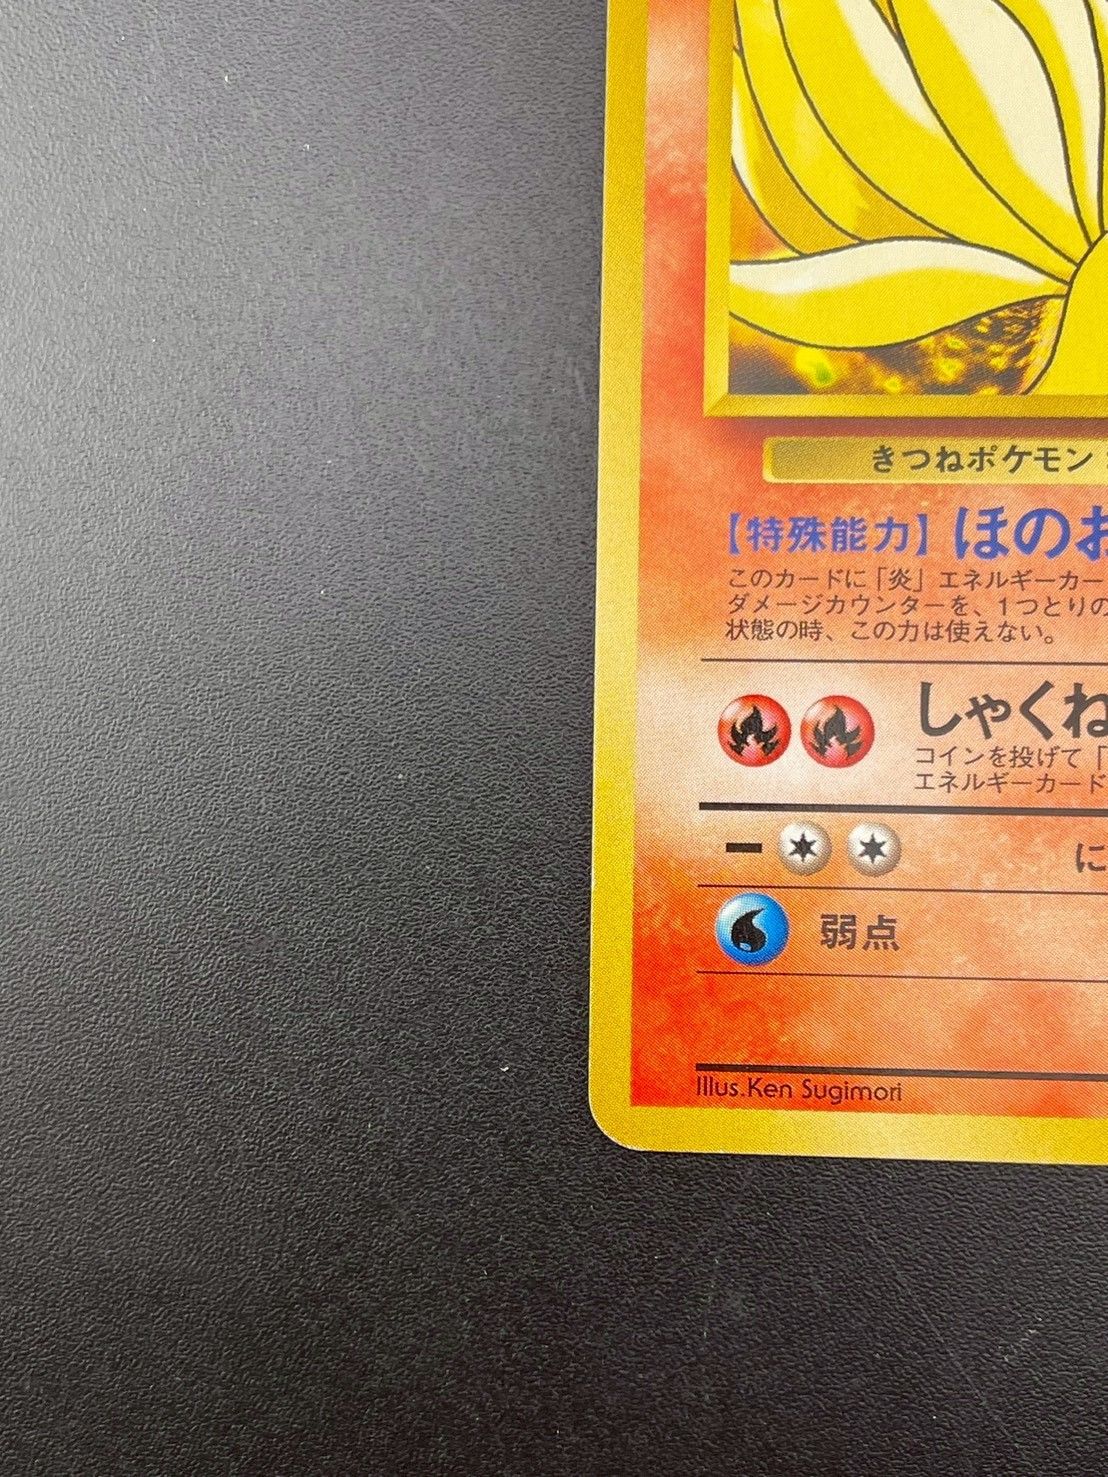 きつねポケモン
【特殊能力】ほのお
このカードに「炎」エネルギーカー
ダメージカウンターを、1つとりの
状態の時、この力は使えない。
しゃくね
コインを投げて「
エネルギーカード
弱点
に
Illus.Ken Sugimori